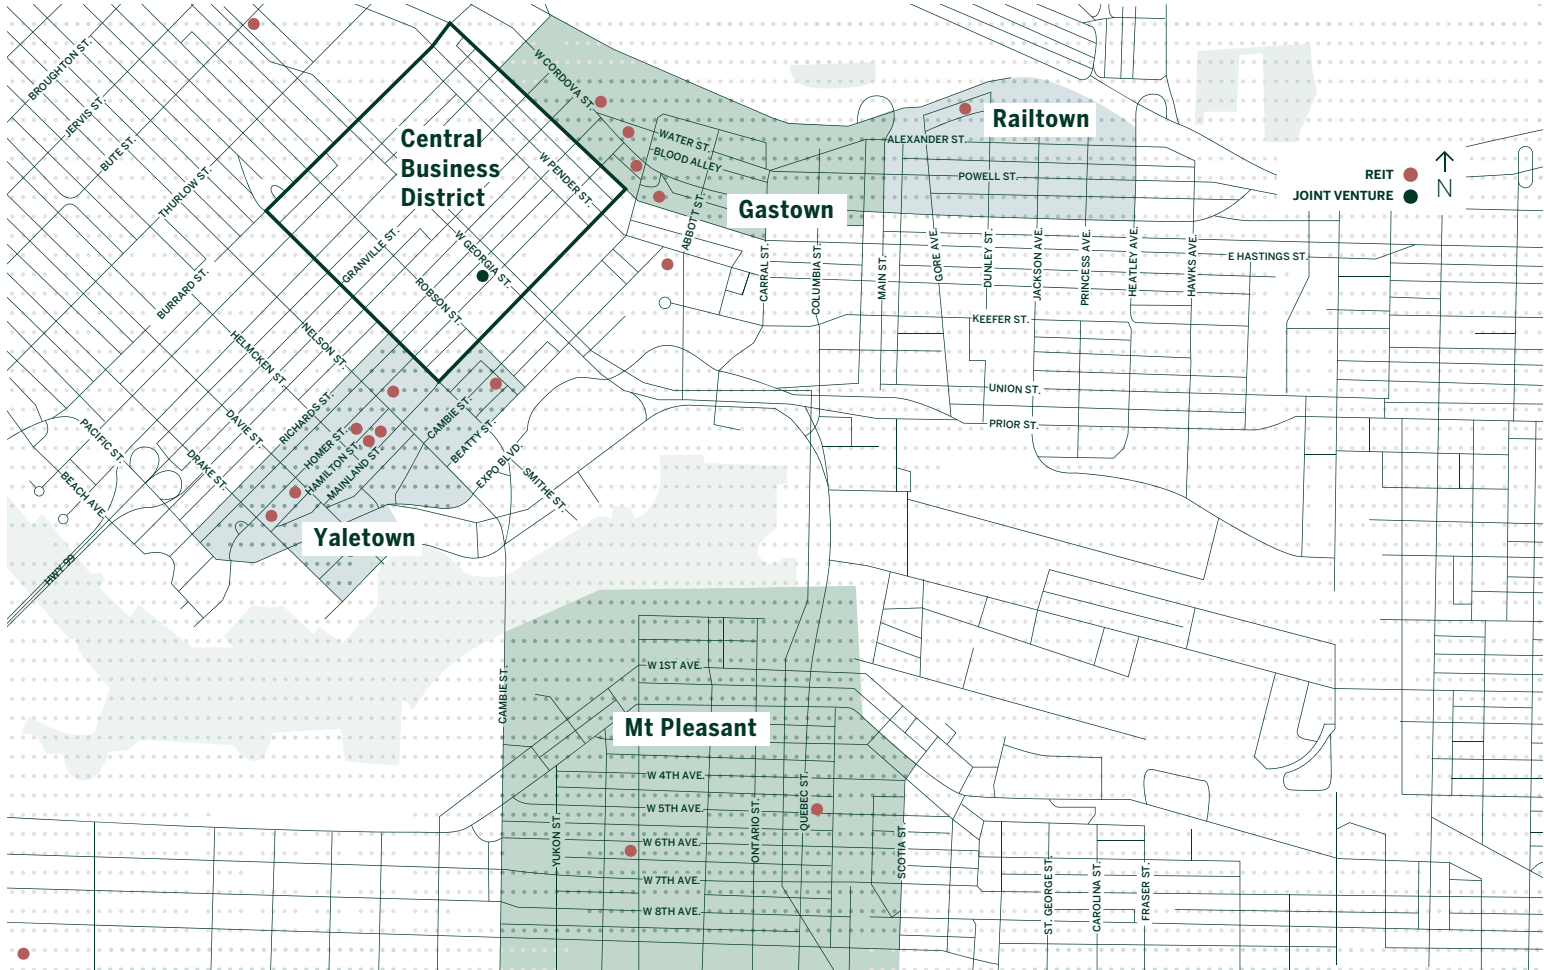 BROUGHTON ST.
JERVIS ST.
BUTE ST.
THURLOW ST.
BURRARD ST.
W CORDOVA ST.
Central
Business
District
W PENDER ST.
WATER ST.
BLOOD ALLEY
Gastown
ABBOTT ST.
Railtown
ALEXANDER ST.
POWELL ST.
REIT
JOINT VENTURE
N
GRANVILLE ST.
W GEORGIA ST.
ROBSON ST.
CARRAL ST.
COLUMBIA ST.
MAIN ST.
GORE AVE.
DUNLEY ST.
JACKSON AVE.
PRINCESS AVE.
HEATLEY AVE.
HAWKS AVE.
E HASTINGS ST.
KEEFER ST.
UNION ST.
PRIOR ST.
NELSON ST.
HELMCKEN ST.
DAVIE ST.
DRAKE ST.
PACIFIC ST.
BEACH AVE.
HWY 99
RICHARDS ST.
HOMER ST.
HAMILTON ST.
MAINLAND ST.
CAMBIE ST.
BEATTY ST.
EXPO BLVD.
SMITHE ST.
Yaletown
CAMBIE ST.
W 1ST AVE.
Mt Pleasant
W 4TH AVE.
W 5TH AVE.
W 6TH AVE.
W 7TH AVE.
W 8TH AVE.
YUKON ST.
ONTARIO ST.
QUEBEC ST.
SCOTIA ST.
ST. GEORGE ST.
CAROLINA ST.
FRASER ST.